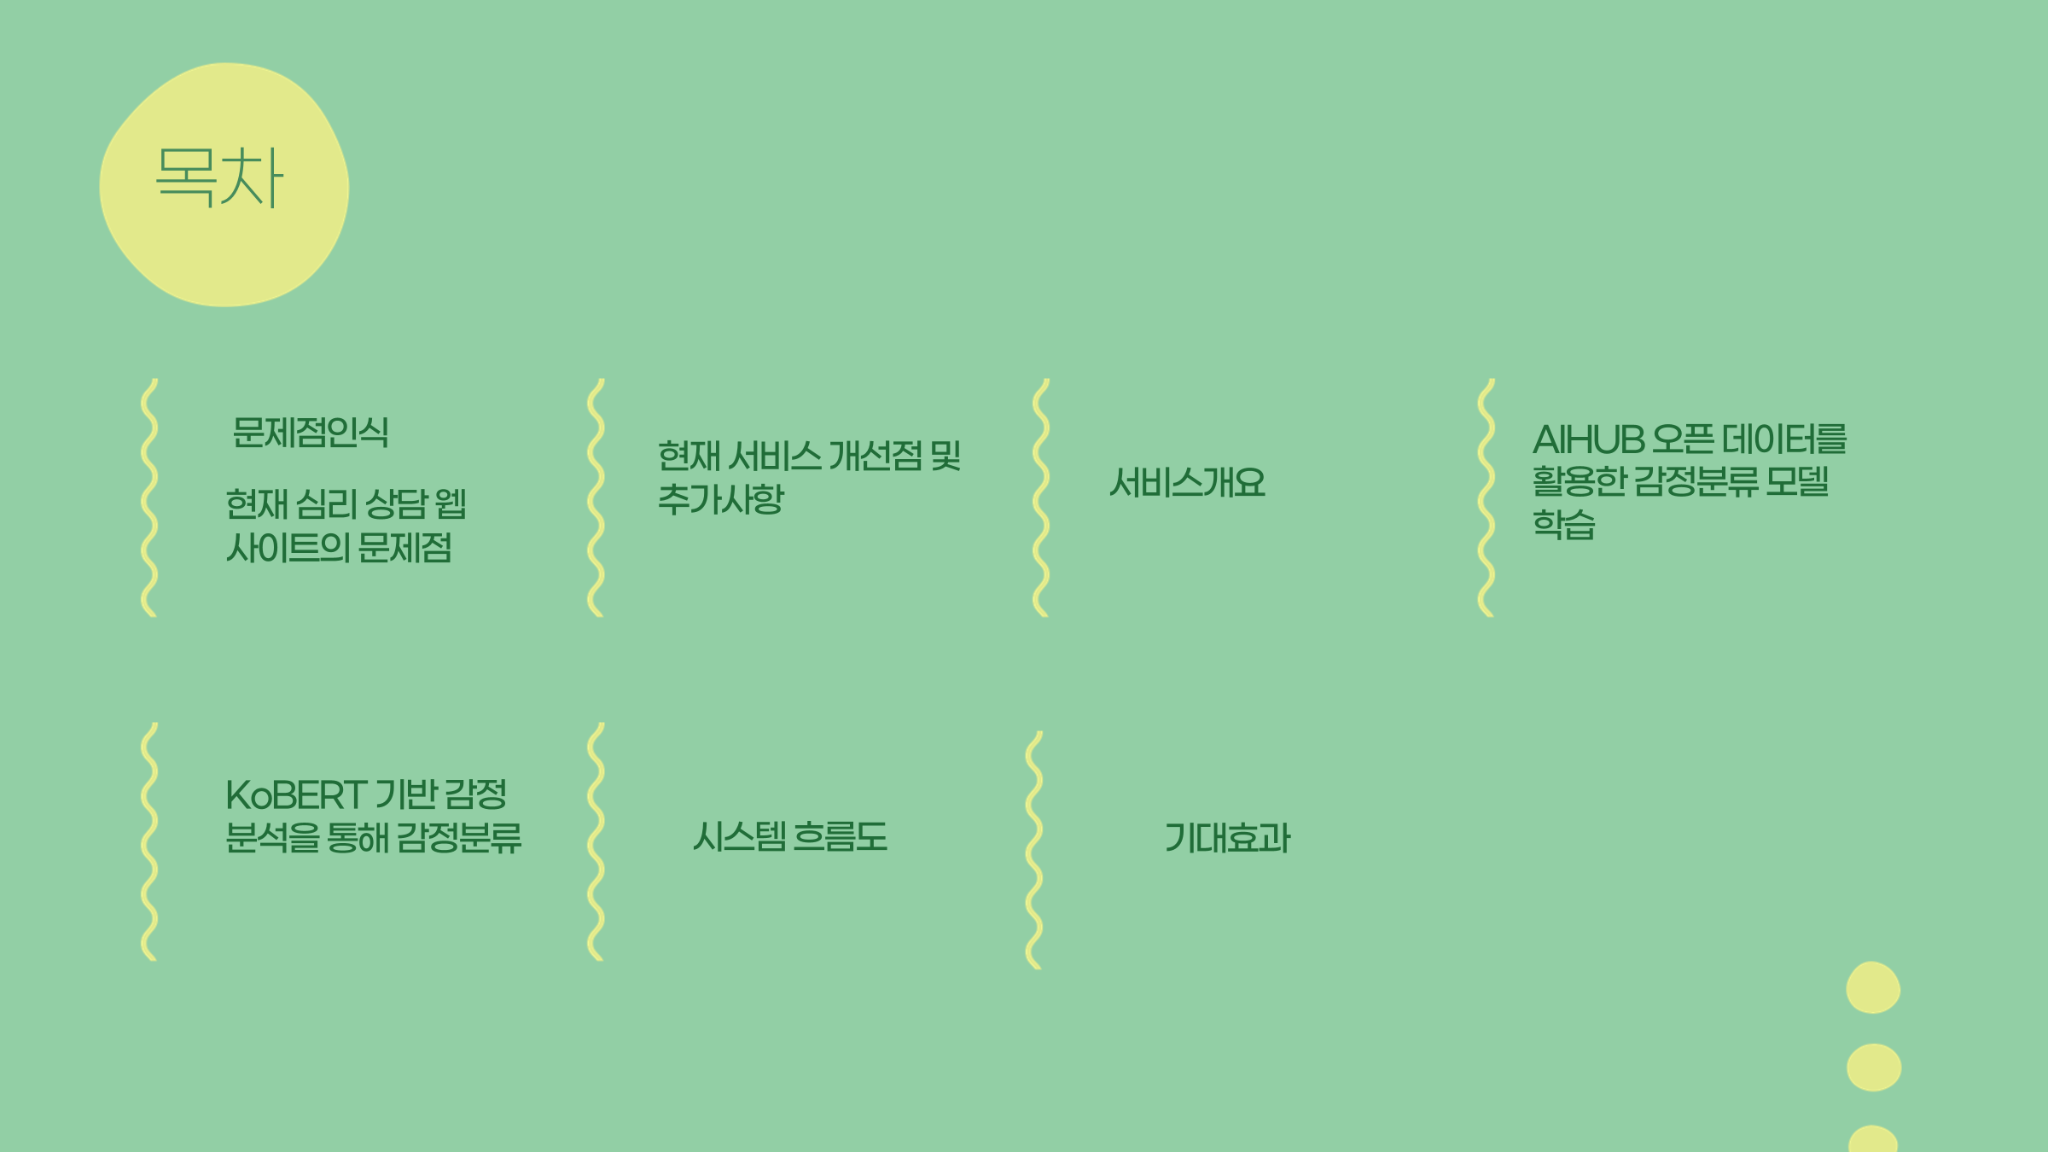 목차
문제점인식
현재 심리 상담 웹
사이트의 문제점
현재 서비스 개선점 및
추가사항
서비스개요
AIHUB 오픈 데이터를
활용한 감정분류 모델
학습
KoBERT 기반 감정
분석을 통해 감정분류
시스템 흐름도
기대효과